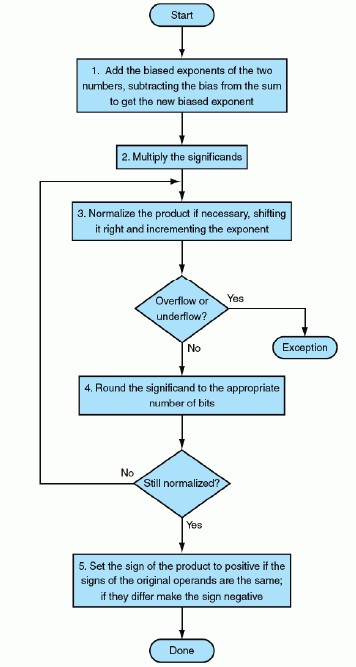 Start
1. Add the biased exponents of the two
numbers, subtracting the bias from the sum
to get the new biased exponent
2. Multiply the significands
3. Normalize the product if necessary, shifting
it right and incrementing the exponent
Overflow or
underflow?
Yes
Exception
No
4. Round the significand to the appropriate
number of bits
No
Still normalized?
Yes
5. Set the sign of the product to positive if the
signs of the original operands are the same;
if they differ make the sign negative
Done